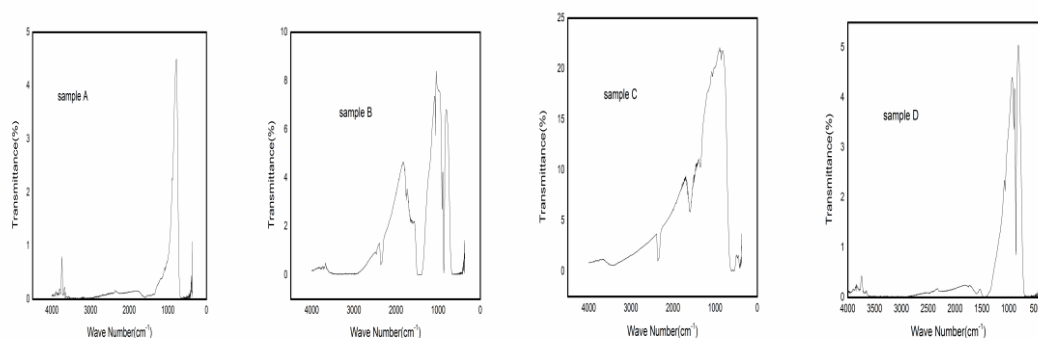 5
4
3
2
1
0
Transmittance(%)
sample A
4000 3000 2000 1000 0
Wave Number(cm⁻¹)
10
8
6
4
2
0
Transmittance(%)
sample B
4000 3000 2000 1000 0
Wave Number(cm⁻¹)
25
20
15
10
5
0
Transmittance(%)
sample C
4000 3000 2000 1000 0
Wave Number(cm⁻¹)
5
4
3
2
1
0
Transmittance(%)
sample D
4000 3500 3000 2500 2000 1500 1000
Wave Number(cm⁻¹)